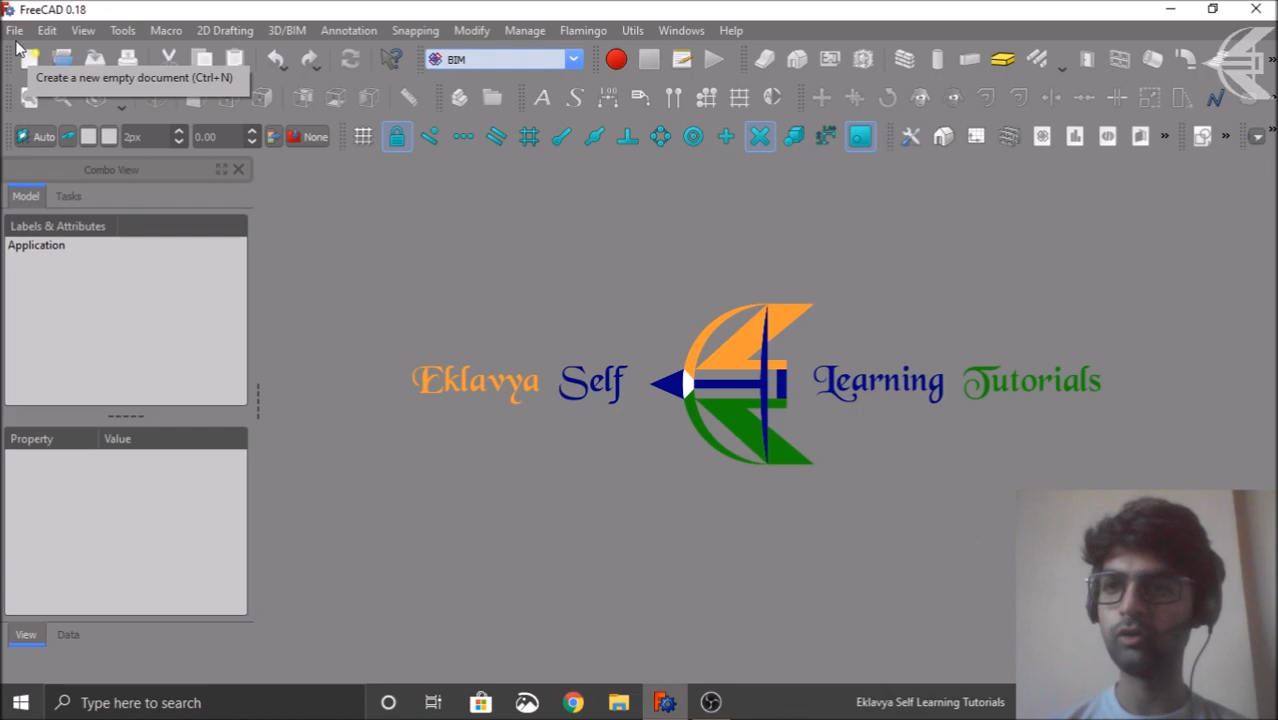 FreeCAD 0.18
File Edit View Tools Macro 2D Drafting 3D/BIM Annotation Snapping Modify Manage Flamingo Utils Windows Help
BIM
Create a new empty document (Ctrl+N)
Auto 2px 0.00 None
Combo View
Model Tasks
Labels & Attributes
Application
Eklavya Self Learning Tutorials
Property Value
View Data
Type here to search
Eklavya Self Learning Tutorials